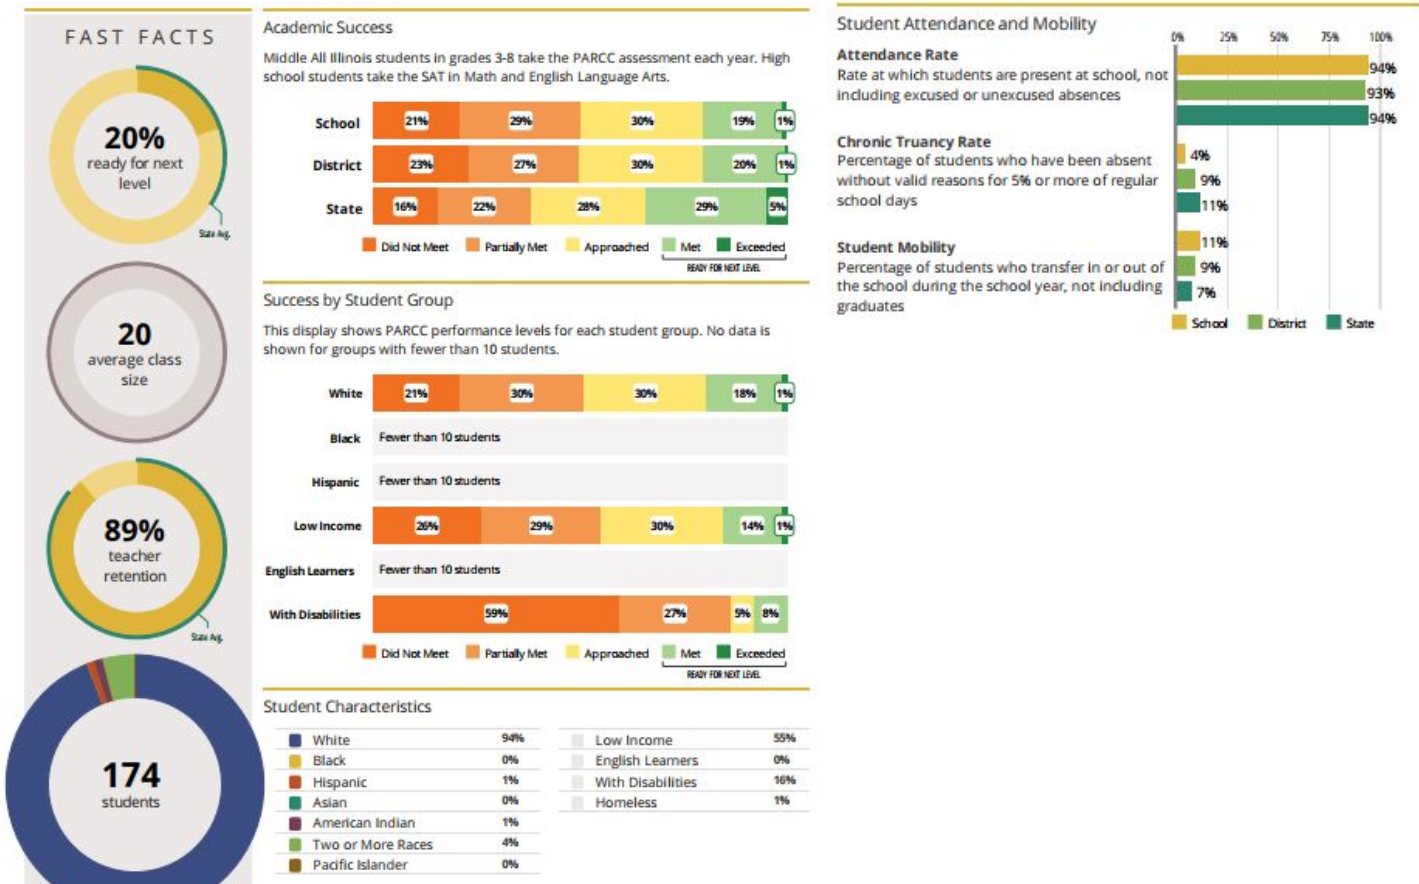 FAST FACTS
20%
ready for next
level
State Avg.
20
average class
size
89%
teacher
retention
State Avg.
174
students
Academic Success
Middle All Illinois students in grades 3-8 take the PARCC assessment each year. High
school students take the SAT in Math and English Language Arts.
School 21% 29% 30% 19% 1%
District 23% 27% 30% 20% 1%
State 16% 22% 28% 29% 5%
Did Not Meet Partially Met Approached Met Exceeded
READY FOR NEXT LEVEL
Success by Student Group
This display shows PARCC performance levels for each student group. No data is
shown for groups with fewer than 10 students.
White 21% 30% 30% 18% 1%
Black Fewer than 10 students
Hispanic Fewer than 10 students
Low Income 26% 29% 30% 14% 1%
English Learners Fewer than 10 students
With Disabilities 59% 27% 5% 8%
Did Not Meet Partially Met Approached Met Exceeded
READY FOR NEXT LEVEL
Student Characteristics
White 94%
Black 0%
Hispanic 1%
Asian 0%
American Indian 1%
Two or More Races 4%
Pacific Islander 0%
Low Income 55%
English Learners 0%
With Disabilities 16%
Homeless 1%
Student Attendance and Mobility
0% 25% 50% 75% 100%
Attendance Rate
Rate at which students are present at school, not
including excused or unexcused absences
94%
93%
94%
Chronic Truancy Rate
Percentage of students who have been absent
without valid reasons for 5% or more of regular
school days
4%
9%
11%
Student Mobility
Percentage of students who transfer in or out of
the school during the school year, not including
graduates
11%
9%
7%
School District State